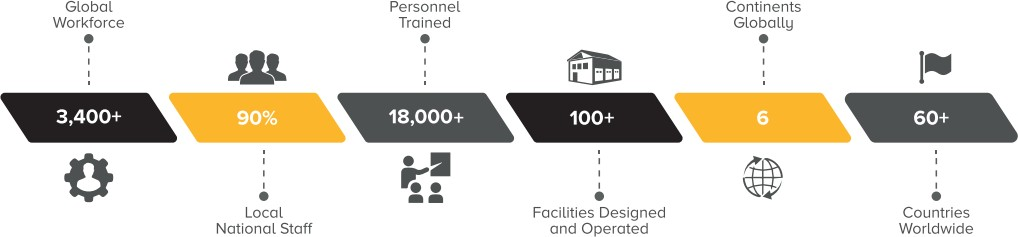 Global
Workforce
3,400+
90%
Local
National Staff
Personnel
Trained
18,000+
100+
Facilities Designed
and Operated
Continents
Globally
6
60+
Countries
Worldwide